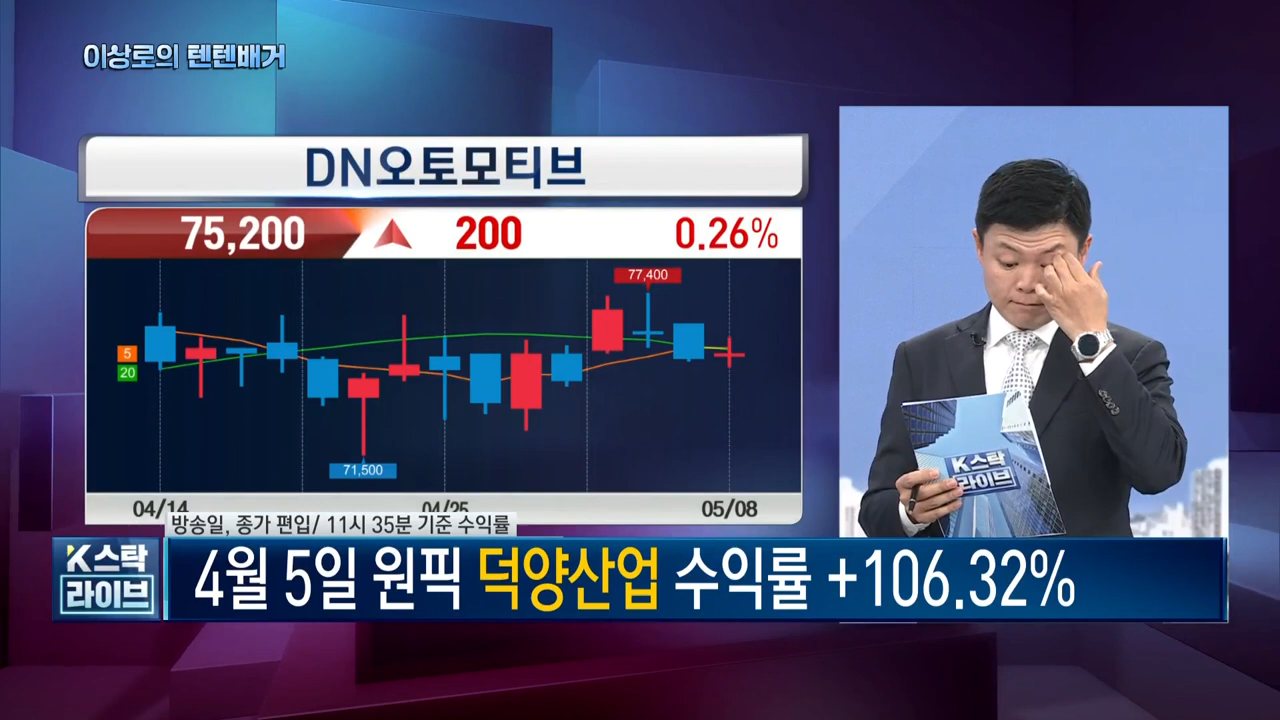 이상로의 텐텐배거
DN오토모티브
75,200 ▲ 200 0.26%
77,400
5
20
71,500
04/14 04/25 05/08
방송일, 종가 편입/ 11시 35분 기준 수익률
K스탁
라이브
4월 5일 원픽 덕양산업 수익률 +106.32%
K스탁
라이브